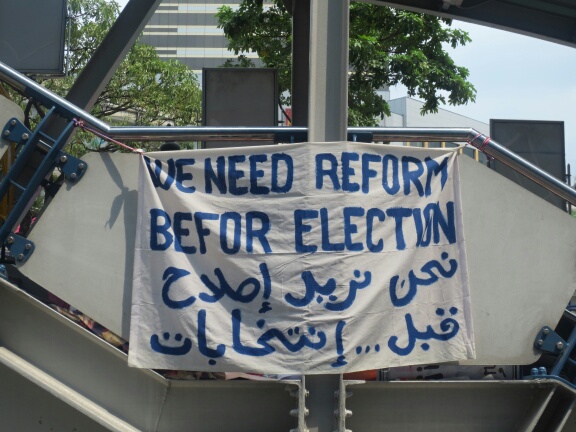 WE NEED REFORM
BEFOR ELECTION
نحن نريد إصلاح
قبل ... إنتخابات